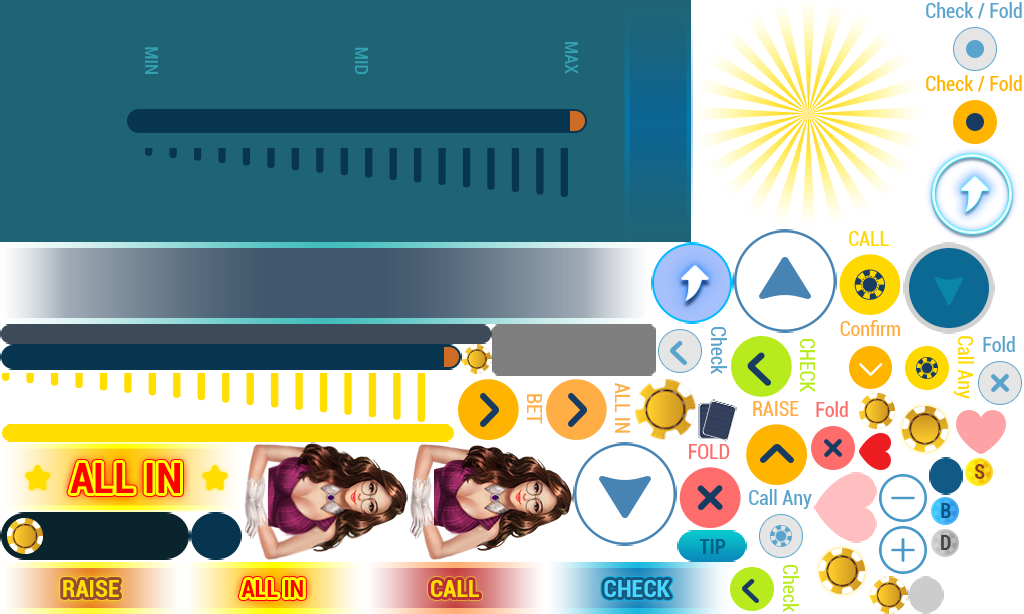 MIN
MID
MAX
Check / Fold
Check / Fold
CALL
Confirm
Check
CHECK
Call Any
Fold
BET
ALL IN
RAISE
Fold
FOLD
ALL IN
Call Any
S
B
D
TIP
RAISE
ALL IN
CALL
CHECK
Check